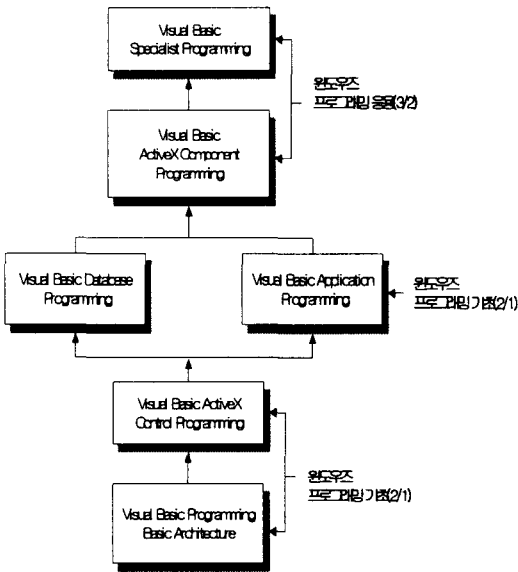 Visual Basic
Specialist Programming
윈도우즈
프로그래밍 응용(3/2)
Visual Basic
ActiveX Component
Programming
Visual Basic Database
Programming
Visual Basic Application
Programming
윈도우즈
프로그래밍 기초(2/1)
Visual Basic ActiveX
Control Programming
윈도우즈
프로그래밍 기초(2/1)
Visual Basic Programming
Basic Architecture